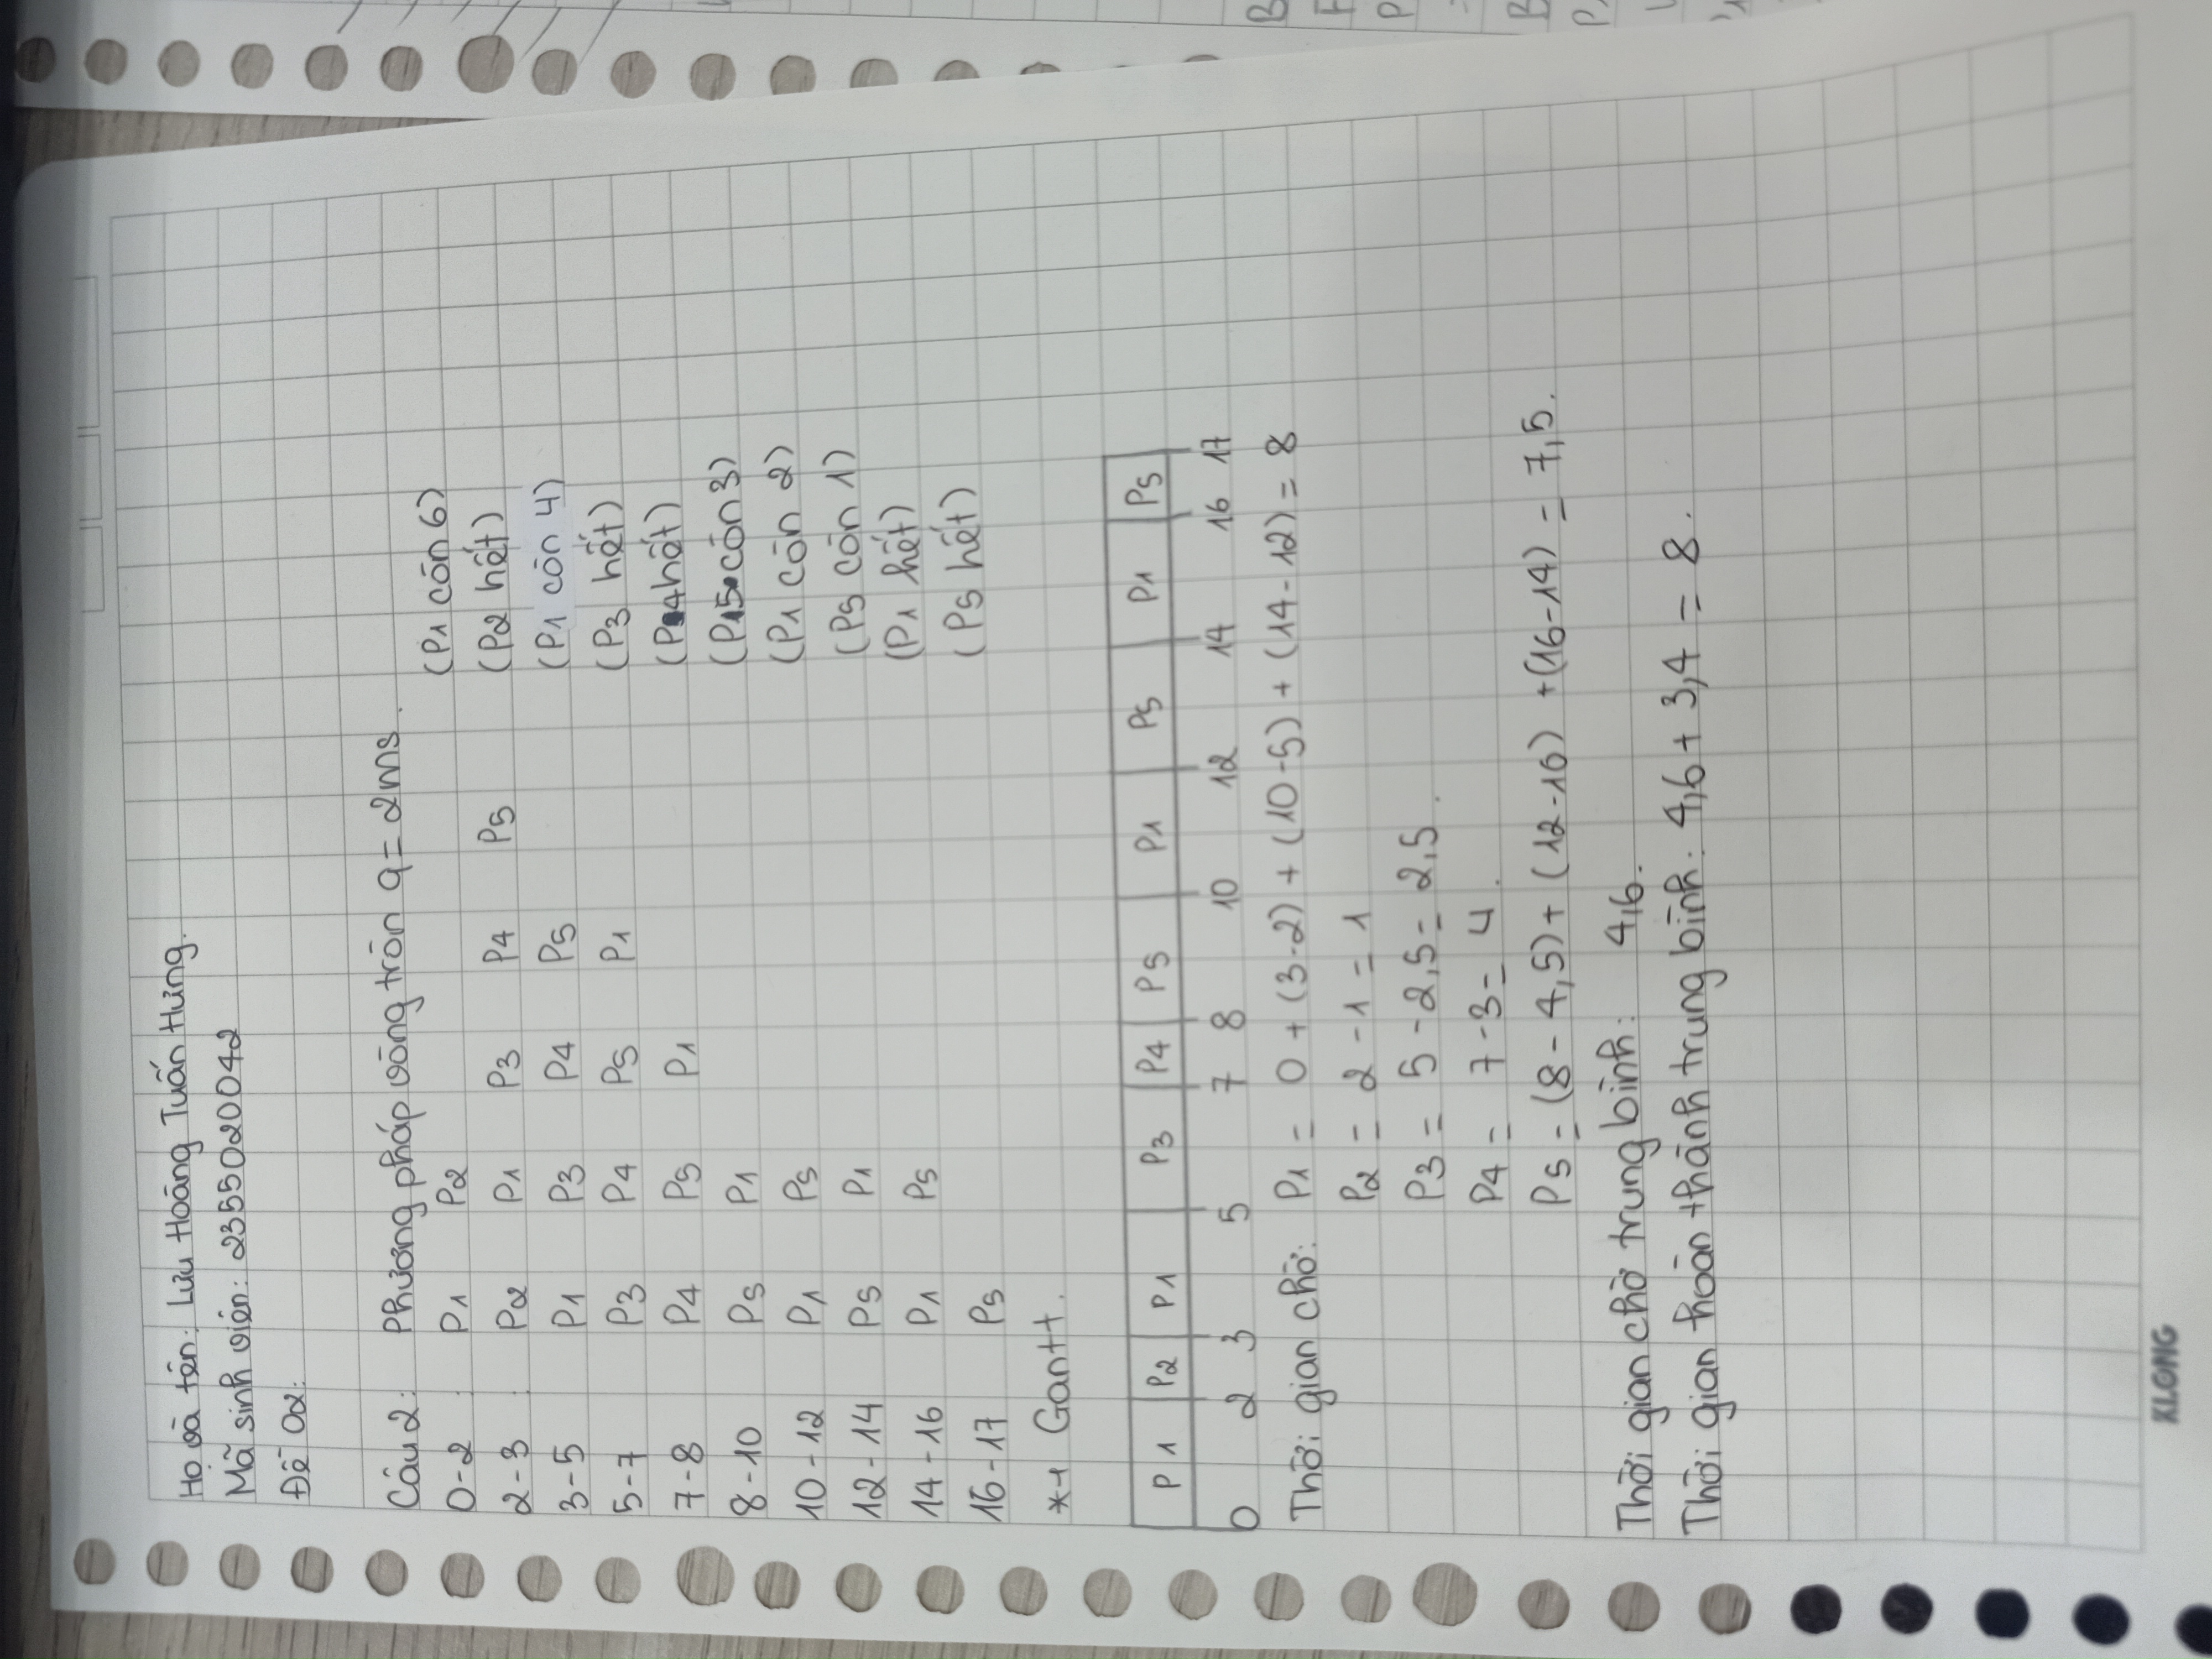 Họ và tên: Lưu Hoàng Tuấn Hưng.
Mã sinh viên: 2355020042
Đề 02:
Câu 2: Phương pháp vòng tròn q = 2ms.
0-2 P1 P2 (P1 còn 6)
2-3 P2 P1 P3 P4 P5 (P2 hết)
3-5 P1 P3 P4 P5 (P1 còn 4)
5-7 P3 P4 P5 P1 (P3 hết)
7-8 P4 P5 P1 (P4 hết)
8-10 P5 P1 (P5 còn 3)
10-12 P1 P5 (P1 còn 2)
12-14 P5 P1 (P5 còn 1)
14-16 P1 P5 (P1 hết)
16-17 P5 (P5 hết)
*+ Gantt.
P1 P2 P1 P3 P4 P5 P1 P5 P1 P5
0 2 3 5 7 8 10 12 14 16 17
Thời gian chờ: P1 = 0 + (3-2) + (10-5) + (14-12) = 8
P2 = 2 - 1 = 1
P3 = 5 - 2,5 = 2,5.
P4 = 7 - 3 = 4.
P5 = (8 - 4,5) + (12-10) + (16-14) = 7,5.
Thời gian chờ trung bình: 4,6.
Thời gian hoàn thành trung bình: 4,6 + 3,4 = 8.
KLONG